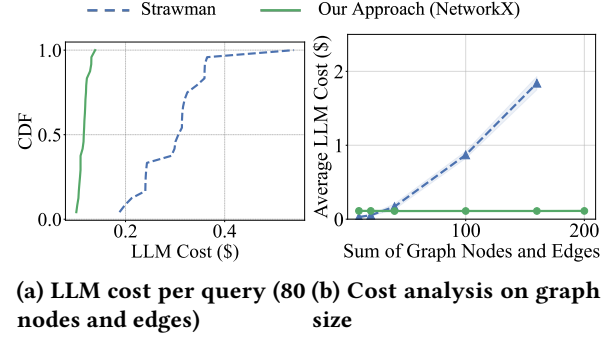 Strawman
Our Approach (NetworkX)
1.0
0.5
0.0
CDF
0.2
0.4
LLM Cost ($)
2
1
0
Average LLM Cost ($)
100
200
Sum of Graph Nodes and Edges
(a) LLM cost per query (80
nodes and edges)
(b) Cost analysis on graph
size